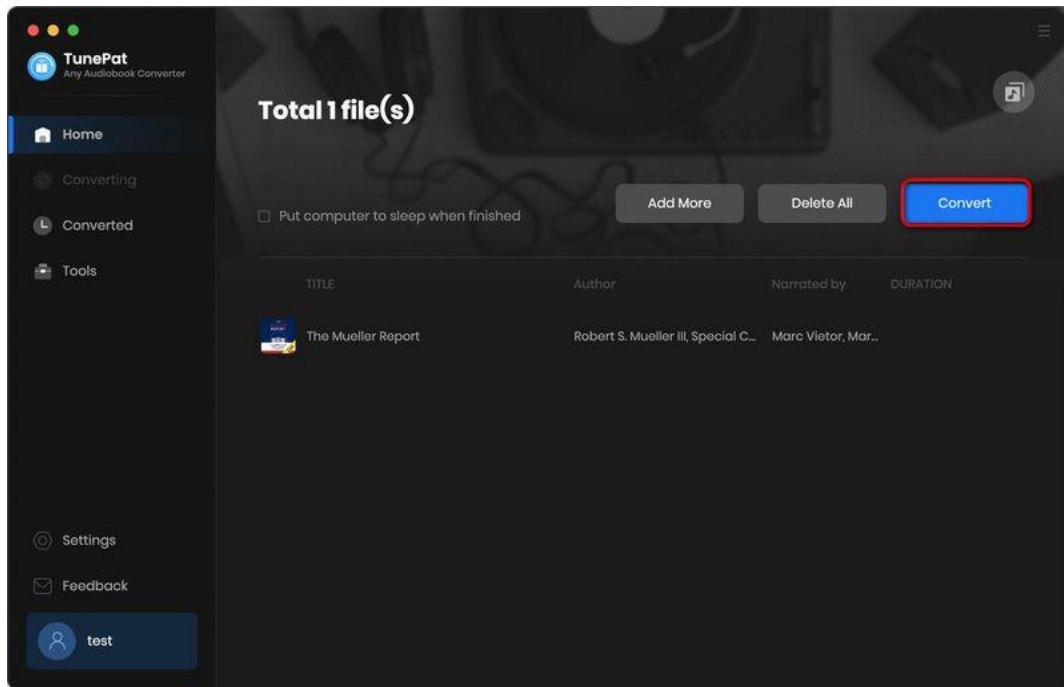 TunePat
Any Audiobook Converter
Home
Converting
Converted
Tools
Settings
Feedback
test
Total 1 file(s)
Put computer to sleep when finished
Add More Delete All Convert
TITLE Author Narrated by DURATION
The Mueller Report Robert S. Mueller III, Special C... Marc Vietor, Mar...